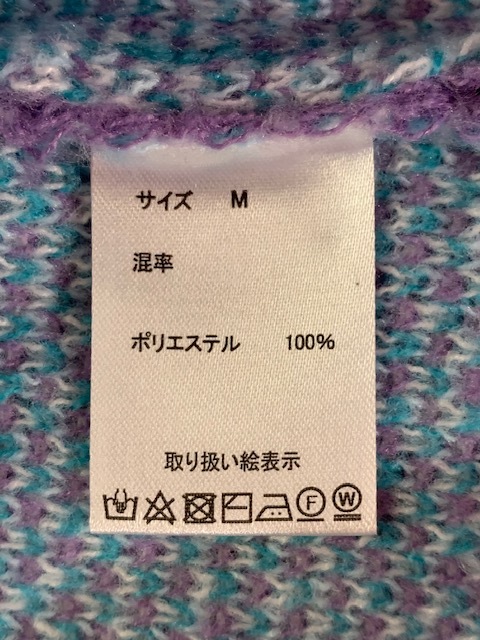 サイズ M
混率
ポリエステル 100%
取り扱い絵表示
F W